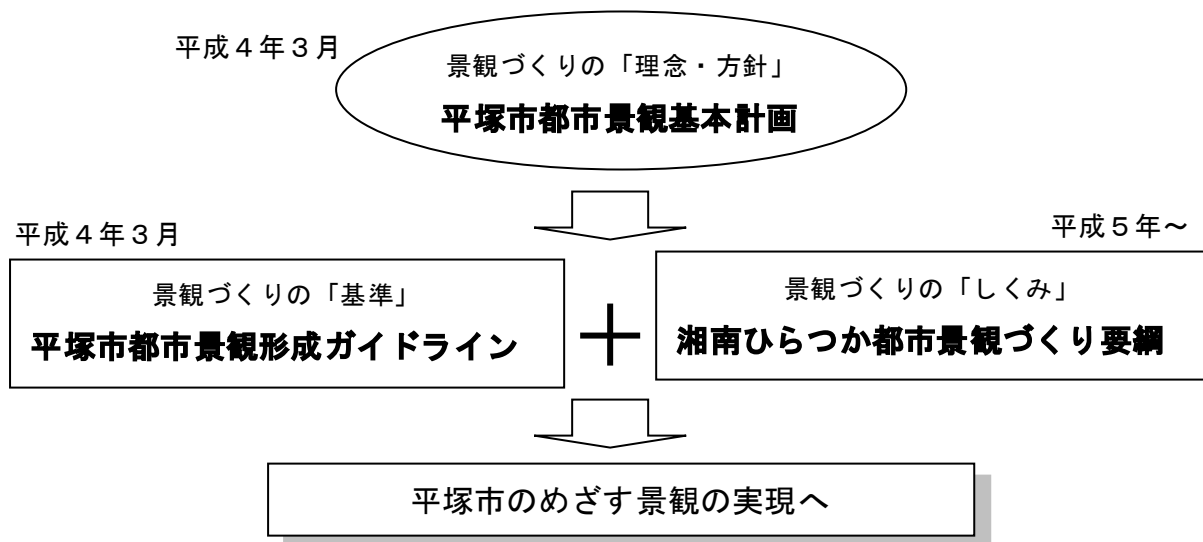 平成４年３月
景観づくりの「理念・方針」
平塚市都市景観基本計画
平成４年３月
景観づくりの「基準」
平塚市都市景観形成ガイドライン
＋
平成５年～
景観づくりの「しくみ」
湘南ひらつか都市景観づくり要綱
平塚市のめざす景観の実現へ